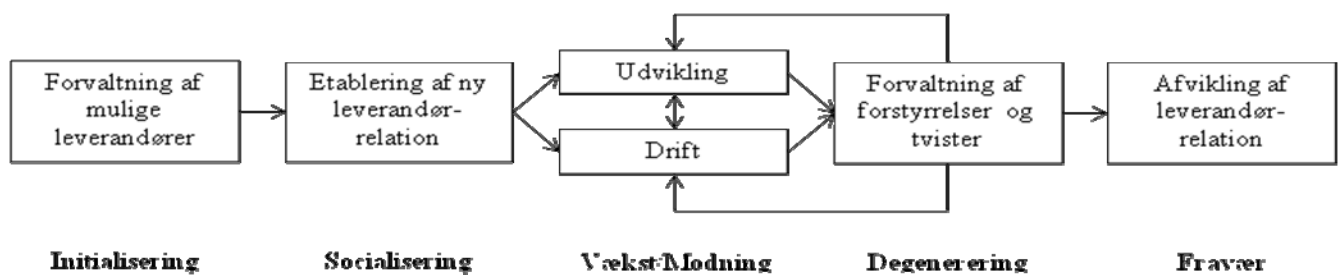 Forvaltning af
mulige
leverandører
Etablering af ny
leverandør-
relation
Udvikling
Drift
Forvaltning af
forstyrrelser og
tvister
Afvikling af
leverandør-
relation
Initialisering
Socialisering
Vækst/Modning
Degenerering
Fravær